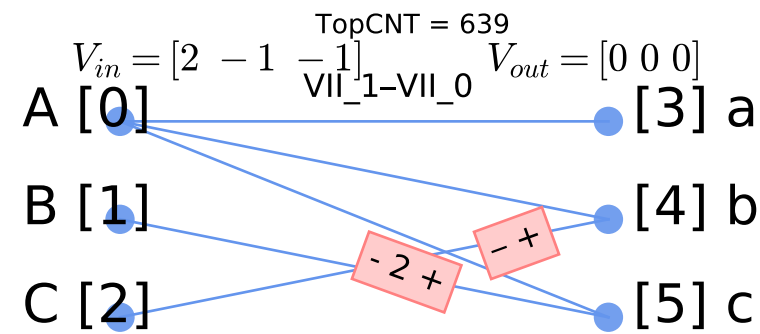 TopCNT = 639
V_in = [2 −1 −1] V_out = [0 0 0]
VII_1–VII_0
A [0] [3] a
B [1] [4] b
– +
- 2 +
C [2] [5] c